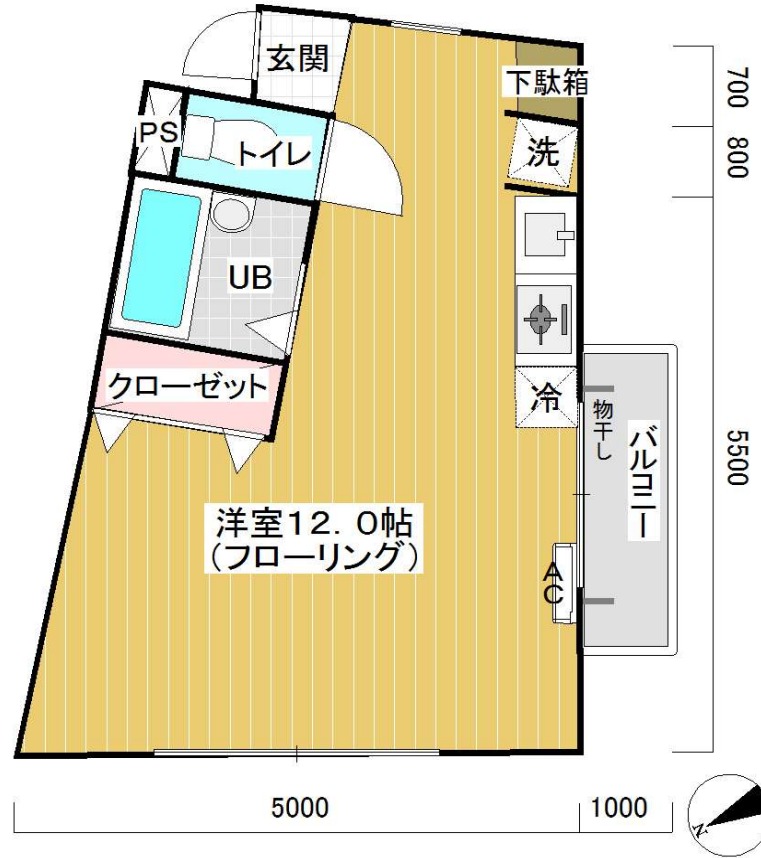 玄関
下駄箱
700
PS
トイレ
洗
800
UB
クローゼット
冷
物干し
バルコニー
5500
洋室12.0帖
(フローリング)
AC
5000
1000
N